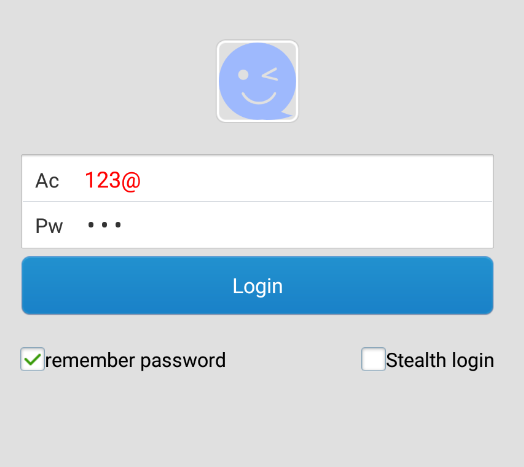 Ac 123@
Pw •••
Login
remember password Stealth login